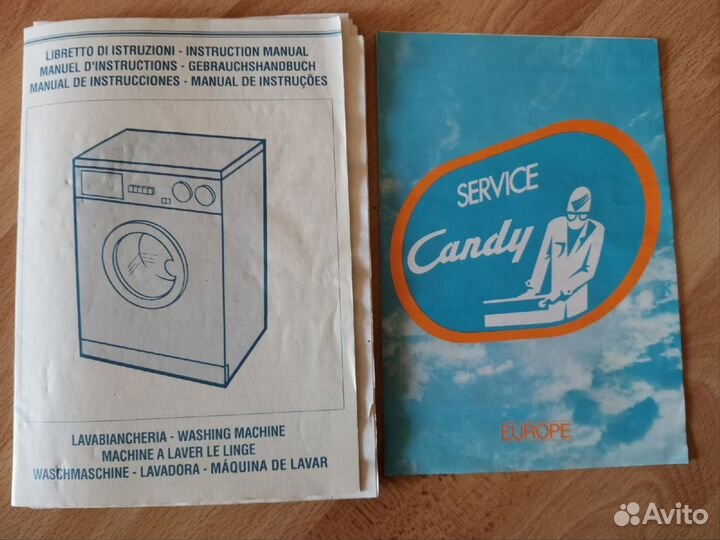 LIBRETTO DI ISTRUZIONI - INSTRUCTION MANUAL
MANUEL D'INSTRUCTIONS - GEBRAUCHSHANDBUCH
MANUAL DE INSTRUCCIONES - MANUAL DE INSTRUÇÕES
LAVABIANCHERIA - WASHING MACHINE
MACHINE A LAVER LE LINGE
WASCHMASCHINE - LAVADORA - MÁQUINA DE LAVAR
SERVICE
Candy
EUROPE
Avito